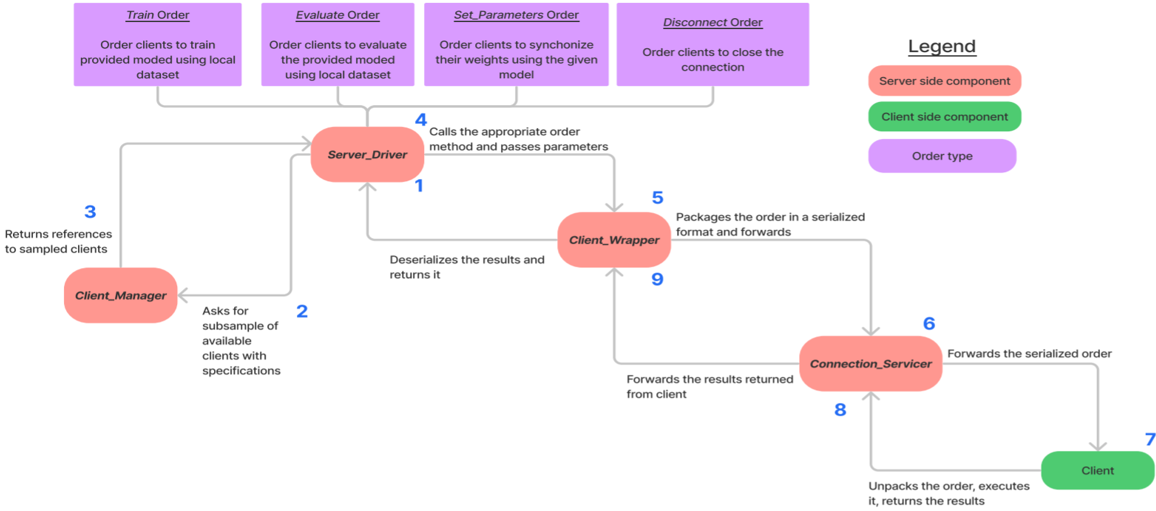 Train Order
Order clients to train
provided moded using local
dataset
Evaluate Order
Order clients to evaluate
the provided moded
using local dataset
Set_Parameters Order
Order clients to synchonize
their weights using the given
model
Disconnect Order
Order clients to close the
connection
Legend
Server side component
Client side component
Order type
4
Calls the appropriate order
method and passes parameters
Server_Driver
1
3
Returns references
to sampled clients
Client_Manager
2
Asks for
subsample of
available
clients with
specifications
5
Packages the order in a serialized
format and forwards
Client_Wrapper
Deserializes the results and
returns it
9
6
Forwards the serialized order
Connection_Servicer
Forwards the results returned
from client
8
7
Client
Unpacks the order, executes
it, returns the results